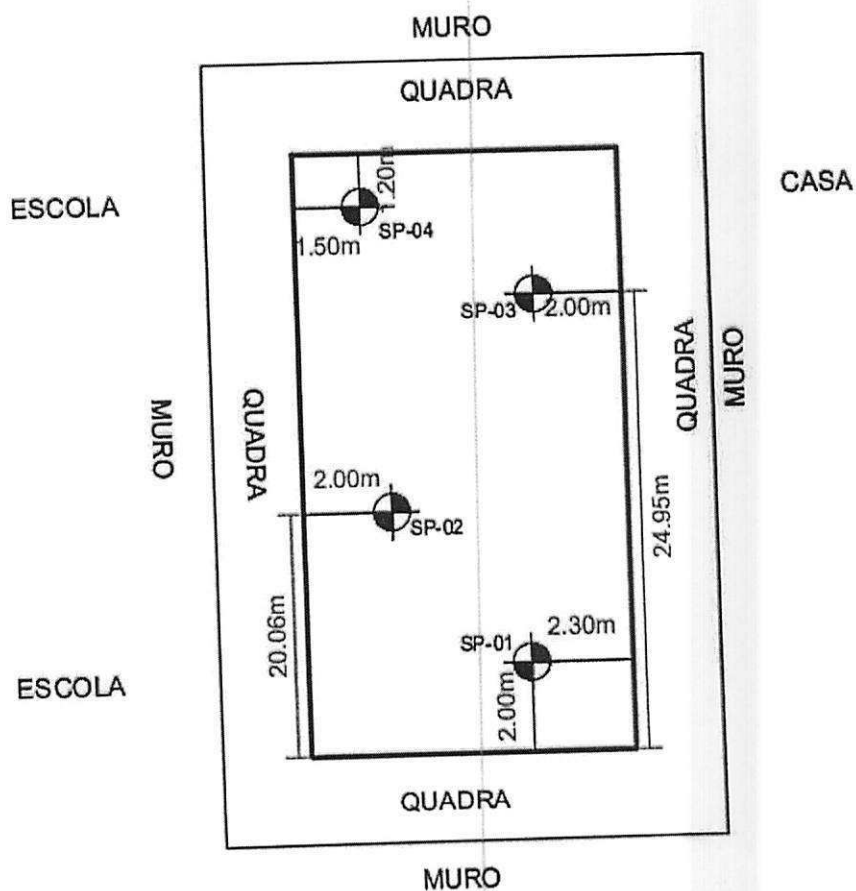 MURO
QUADRA
ESCOLA
CASA
1.20m
SP-04
1.50m
SP-03
2.00m
QUADRA
MURO
MURO
QUADRA
2.00m
SP-02
24.95m
20.06m
SP-01
2.30m
2.00m
ESCOLA
QUADRA
MURO